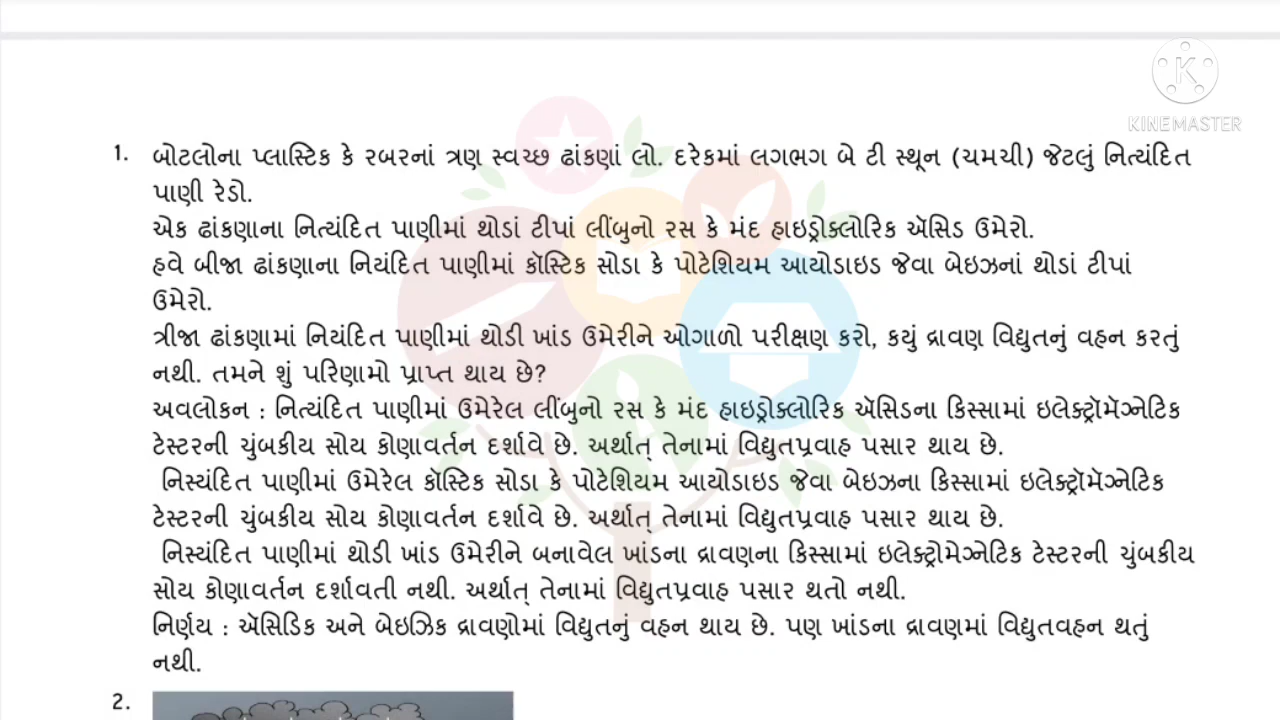 KINEMASTER
1. બોટલોના પ્લાસ્ટિક કે રબરનાં ત્રણ સ્વચ્છ ઢાંકણાં લો. દરેકમાં લગભગ બે ટી સ્થૂન (ચમચી) જેટલું નિત્યંદિત
પાણી રેડો.
એક ઢાંકણાના નિત્યંદિત પાણીમાં થોડાં ટીપાં લીંબુનો રસ કે મંદ હાઇડ્રોક્લોરિક ઍસિડ ઉમેરો.
હવે બીજા ઢાંકણાના નિયંદિત પાણીમાં કૉસ્ટિક સોડા કે પોટેશિયમ આયોડાઇડ જેવા બેઇઝનાં થોડાં ટીપાં
ઉમેરો.
ત્રીજા ઢાંકણામાં નિયંદિત પાણીમાં થોડી ખાંડ ઉમેરીને ઓગાળો પરીક્ષણ કરો, કયું દ્રાવણ વિદ્યુતનું વહન કરતું
નથી. તમને શું પરિણામો પ્રાપ્ત થાય છે?
અવલોકન : નિત્યંદિત પાણીમાં ઉમેરેલ લીંબુનો રસ કે મંદ હાઇડ્રોક્લોરિક ઍસિડના કિસ્સામાં ઇલેક્ટ્રૉમૅગ્નેટિક
ટેસ્ટરની ચુંબકીય સોય કોણાવર્તન દર્શાવે છે. અર્થાત્ તેનામાં વિદ્યુતપ્રવાહ પસાર થાય છે.
નિસ્યંદિત પાણીમાં ઉમેરેલ કૉસ્ટિક સોડા કે પોટેશિયમ આયોડાઇડ જેવા બેઇઝના કિસ્સામાં ઇલેક્ટ્રૉમૅગ્નેટિક
ટેસ્ટરની ચુંબકીય સોય કોણાવર્તન દર્શાવે છે. અર્થાત્ તેનામાં વિદ્યુતપ્રવાહ પસાર થાય છે.
નિસ્યંદિત પાણીમાં થોડી ખાંડ ઉમેરીને બનાવેલ ખાંડના દ્રાવણના કિસ્સામાં ઇલેક્ટ્રોમેગ્નેટિક ટેસ્ટરની ચુંબકીય
સોય કોણાવર્તન દર્શાવતી નથી. અર્થાત્ તેનામાં વિદ્યુતપ્રવાહ પસાર થતો નથી.
નિર્ણય : ઍસિડિક અને બેઇઝિક દ્રાવણોમાં વિદ્યુતનું વહન થાય છે. પણ ખાંડના દ્રાવણમાં વિદ્યુતવહન થતું
નથી.
2.